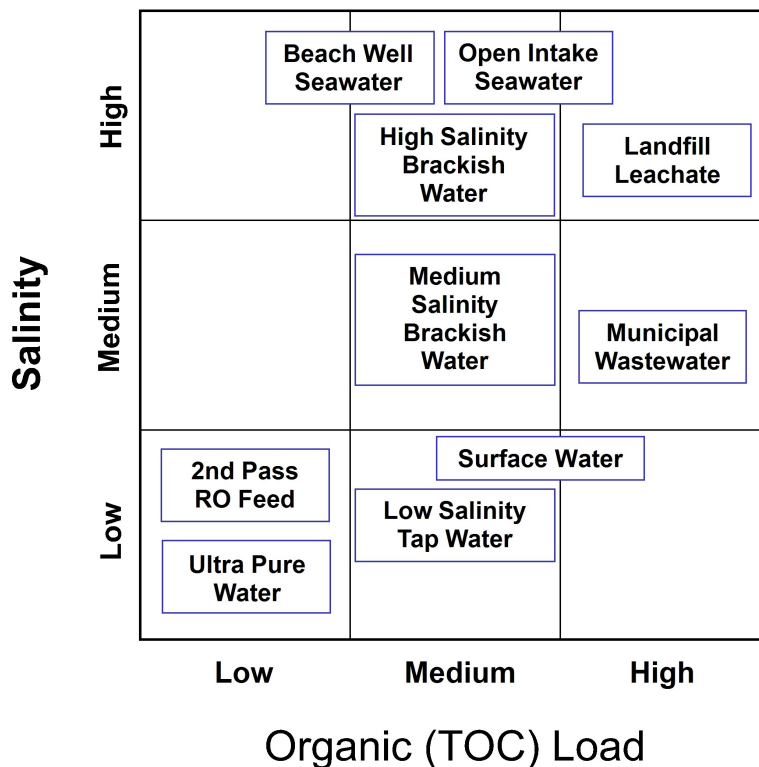 Beach Well
Seawater
Open Intake
Seawater
High Salinity
Brackish
Water
Landfill
Leachate
High
Medium
Salinity
Brackish
Water
Municipal
Wastewater
Medium
Salinity
2nd Pass
RO Feed
Surface Water
Low Salinity
Tap Water
Ultra Pure
Water
Low
Low
Medium
High
Organic (TOC) Load